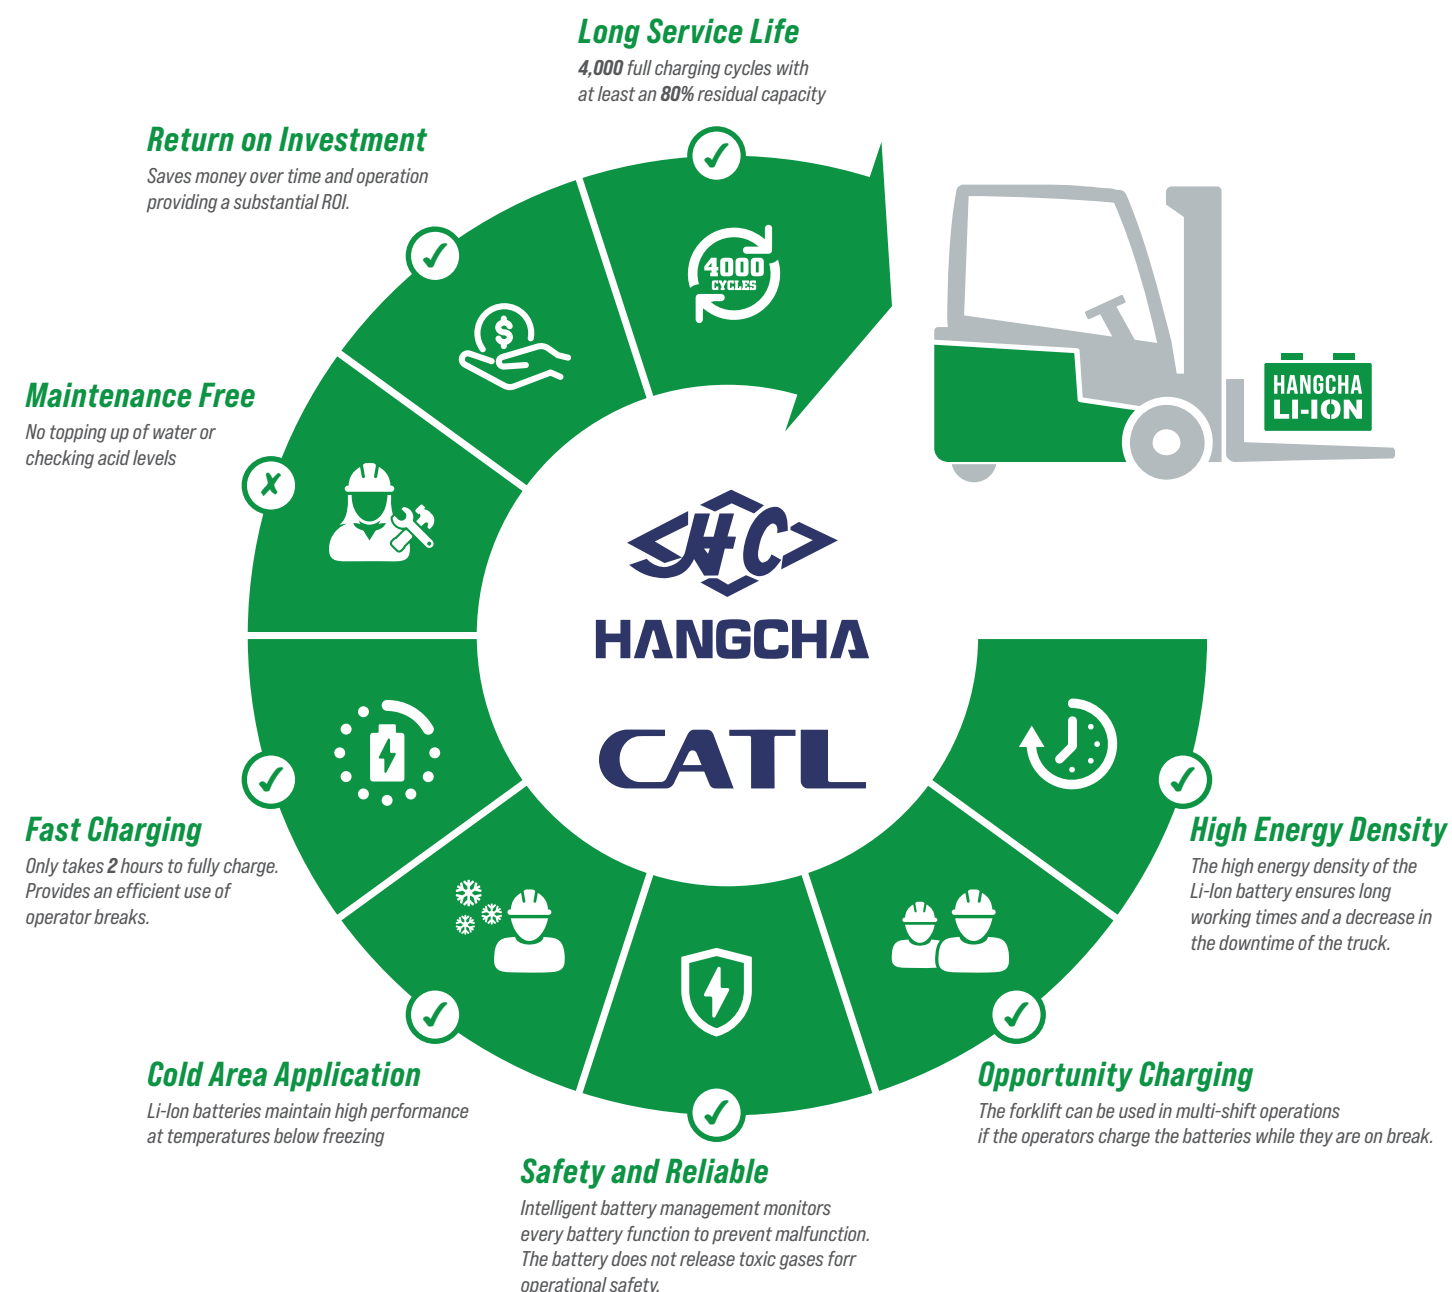 Long Service Life
4,000 full charging cycles with
at least an 80% residual capacity
Return on Investment
Saves money over time and operation
providing a substantial ROI.
4000
CYCLES
$
Maintenance Free
No topping up of water or
checking acid levels
HANGCHA
LI-ION
HC
HANGCHA
CATL
Fast Charging
Only takes 2 hours to fully charge.
Provides an efficient use of
operator breaks.
High Energy Density
The high energy density of the
Li-Ion battery ensures long
working times and a decrease in
the downtime of the truck.
Cold Area Application
Li-Ion batteries maintain high performance
at temperatures below freezing
Opportunity Charging
The forklift can be used in multi-shift operations
if the operators charge the batteries while they are on break.
Safety and Reliable
Intelligent battery management monitors
every battery function to prevent malfunction.
The battery does not release toxic gases forr
operational safety.